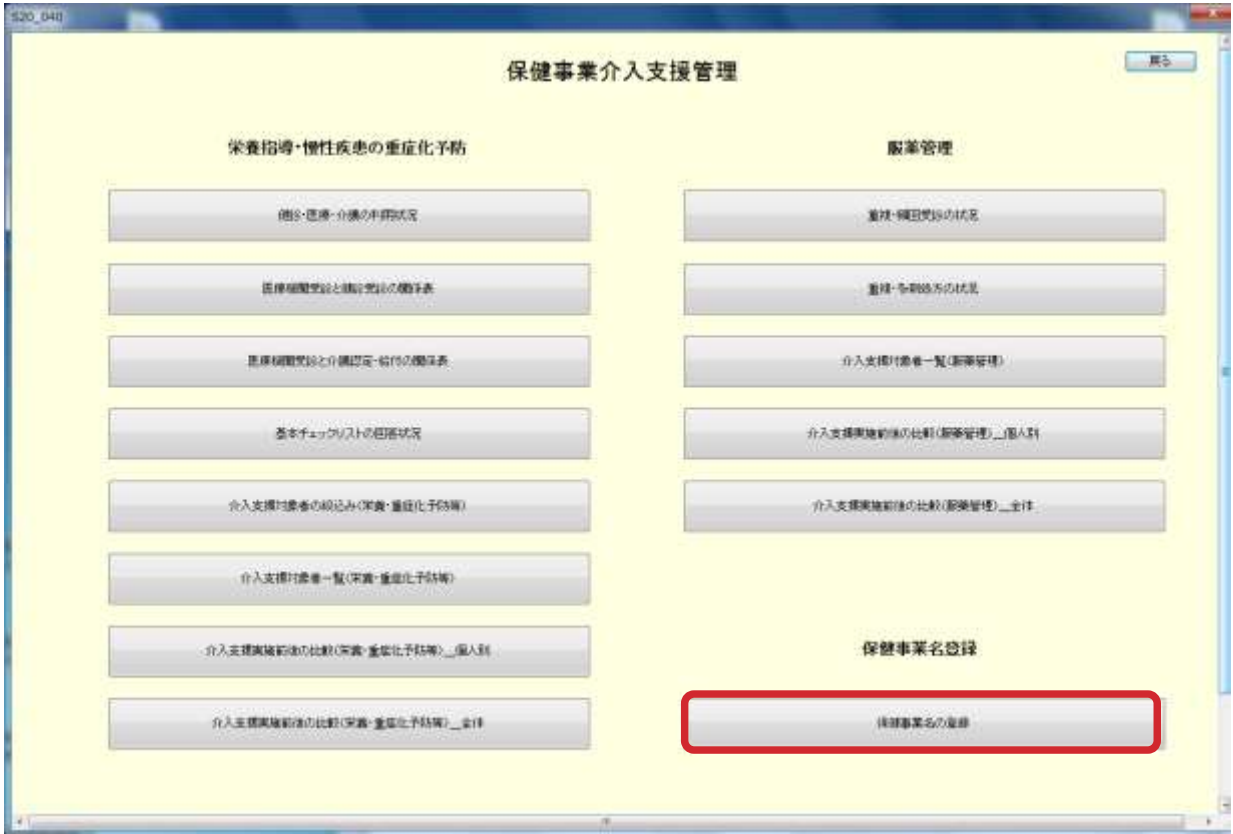 S20_040
保健事業介入支援管理
戻る
栄養指導・慢性疾患の重症化予防
健診・医療・介護の利用状況
医療機関受診と健診受診の関係表
医療機関受診と介護認定・給付の関係表
基本チェックリストの回答状況
介入支援対象者の絞込み(栄養・重症化予防等)
介入支援対象者一覧(栄養・重症化予防等)
介入支援実施前後の比較(栄養・重症化予防等)__個人別
介入支援実施前後の比較(栄養・重症化予防等)__全体
服薬管理
重複・頻回受診の状況
重複・多剤処方の状況
介入支援対象者一覧(服薬管理)
介入支援実施前後の比較(服薬管理)__個人別
介入支援実施前後の比較(服薬管理)__全体
保健事業名登録
保健事業名の登録